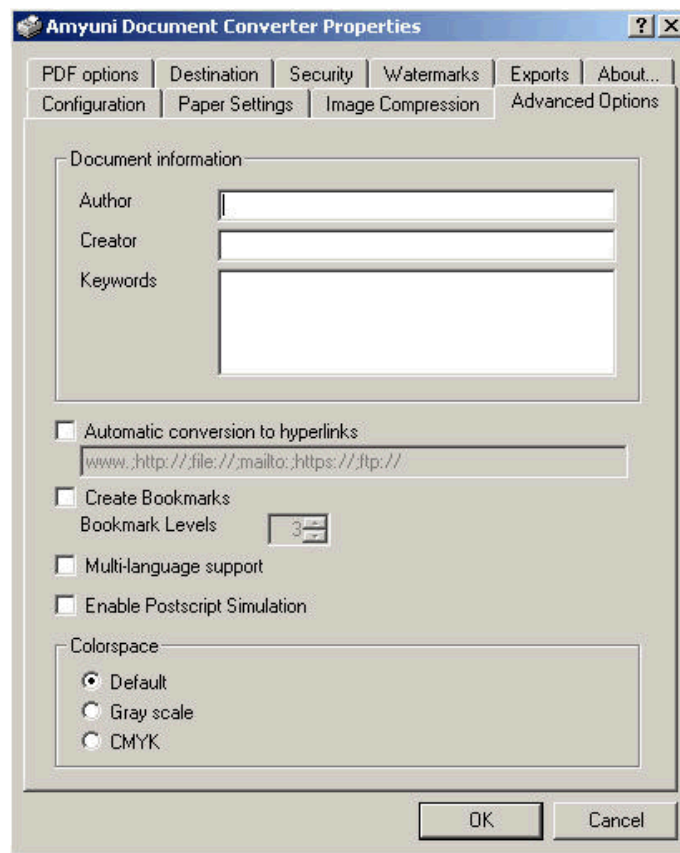 Amyuni Document Converter Properties
PDF options Destination Security Watermarks Exports About...
Configuration Paper Settings Image Compression Advanced Options
Document information
Author
Creator
Keywords
Automatic conversion to hyperlinks
www.;http://;file://;mailto:;https://;ftp://
Create Bookmarks
Bookmark Levels 3
Multi-language support
Enable Postscript Simulation
Colorspace
Default
Gray scale
CMYK
OK Cancel